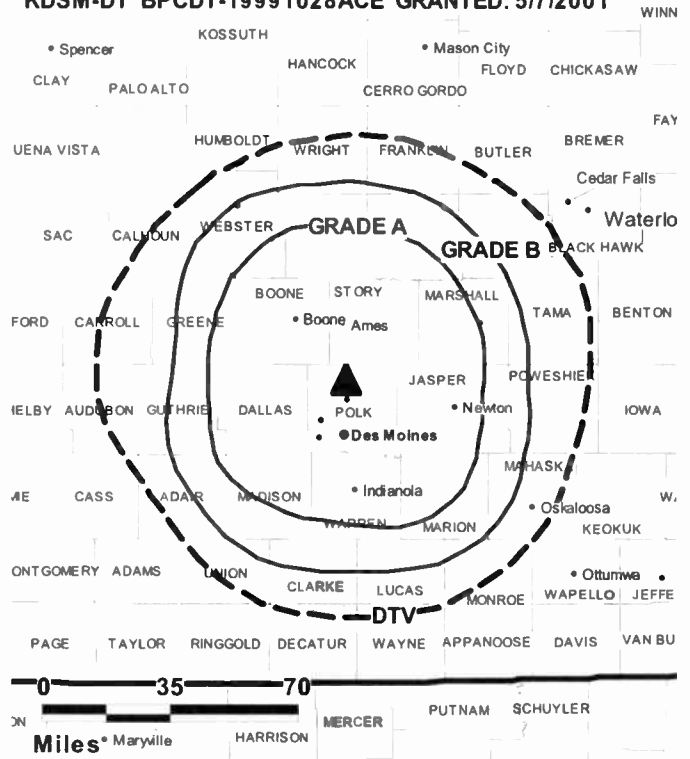 KDSM-DT BPCDT-19991028ACE GRANTED: 5/7/2001
WINN
KOSSUTH
Spencer
Mason City
HANCOCK
FLOYD
CHICKASAW
CLAY
PALO ALTO
CERRO GORDO
FAY
HUMBOLDT
UENA VISTA
WRIGHT
FRANKLIN
BUTLER
BREMER
Cedar Falls
Waterlo
WEBSTER
GRADE A
SAC
CALHOUN
GRADE B
BLACK HAWK
BOONE
STORY
MARSHALL
TAMA
BENTON
FORD
CARROLL
GREENE
Boone
Ames
JASPER
POWESHIE
HELBY
AUDUBON
GUTHRIE
DALLAS
POLK
Newton
IOWA
Des Moines
MAHASKA
CASS
ADAIR
MADISON
Indianola
Oskaloosa
WARREN
MARION
KEOKUK
ONTGOMERY
ADAMS
UNION
Ottumwa
CLARKE
LUCAS
MONROE
WAPELLO
JEFFE
DTV
PAGE
TAYLOR
RINGGOLD
DECATUR
WAYNE
APPANOOSE
DAVIS
VAN BU
0 35 70
PUTNAM
SCHUYLER
MERCER
Miles
Maryville
HARRISON